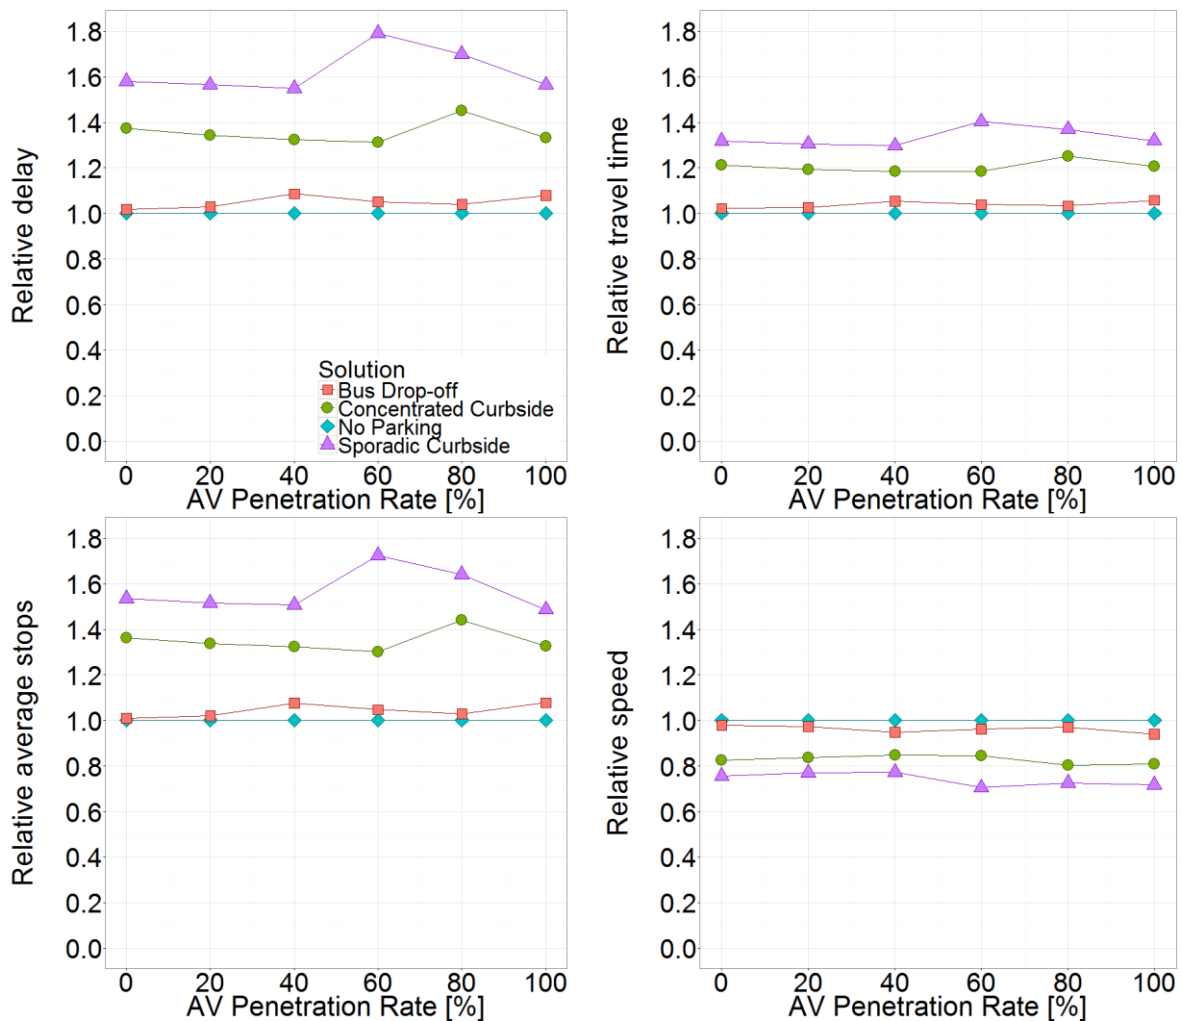 Relative delay
1.8
1.6
1.4
1.2
1.0
0.8
0.6
0.4
0.2
0.0
Solution
Bus Drop-off
Concentrated Curbside
No Parking
Sporadic Curbside
0 20 40 60 80 100
AV Penetration Rate [%]
Relative travel time
1.8
1.6
1.4
1.2
1.0
0.8
0.6
0.4
0.2
0.0
0 20 40 60 80 100
AV Penetration Rate [%]
Relative average stops
1.8
1.6
1.4
1.2
1.0
0.8
0.6
0.4
0.2
0.0
0 20 40 60 80 100
AV Penetration Rate [%]
Relative speed
1.8
1.6
1.4
1.2
1.0
0.8
0.6
0.4
0.2
0.0
0 20 40 60 80 100
AV Penetration Rate [%]